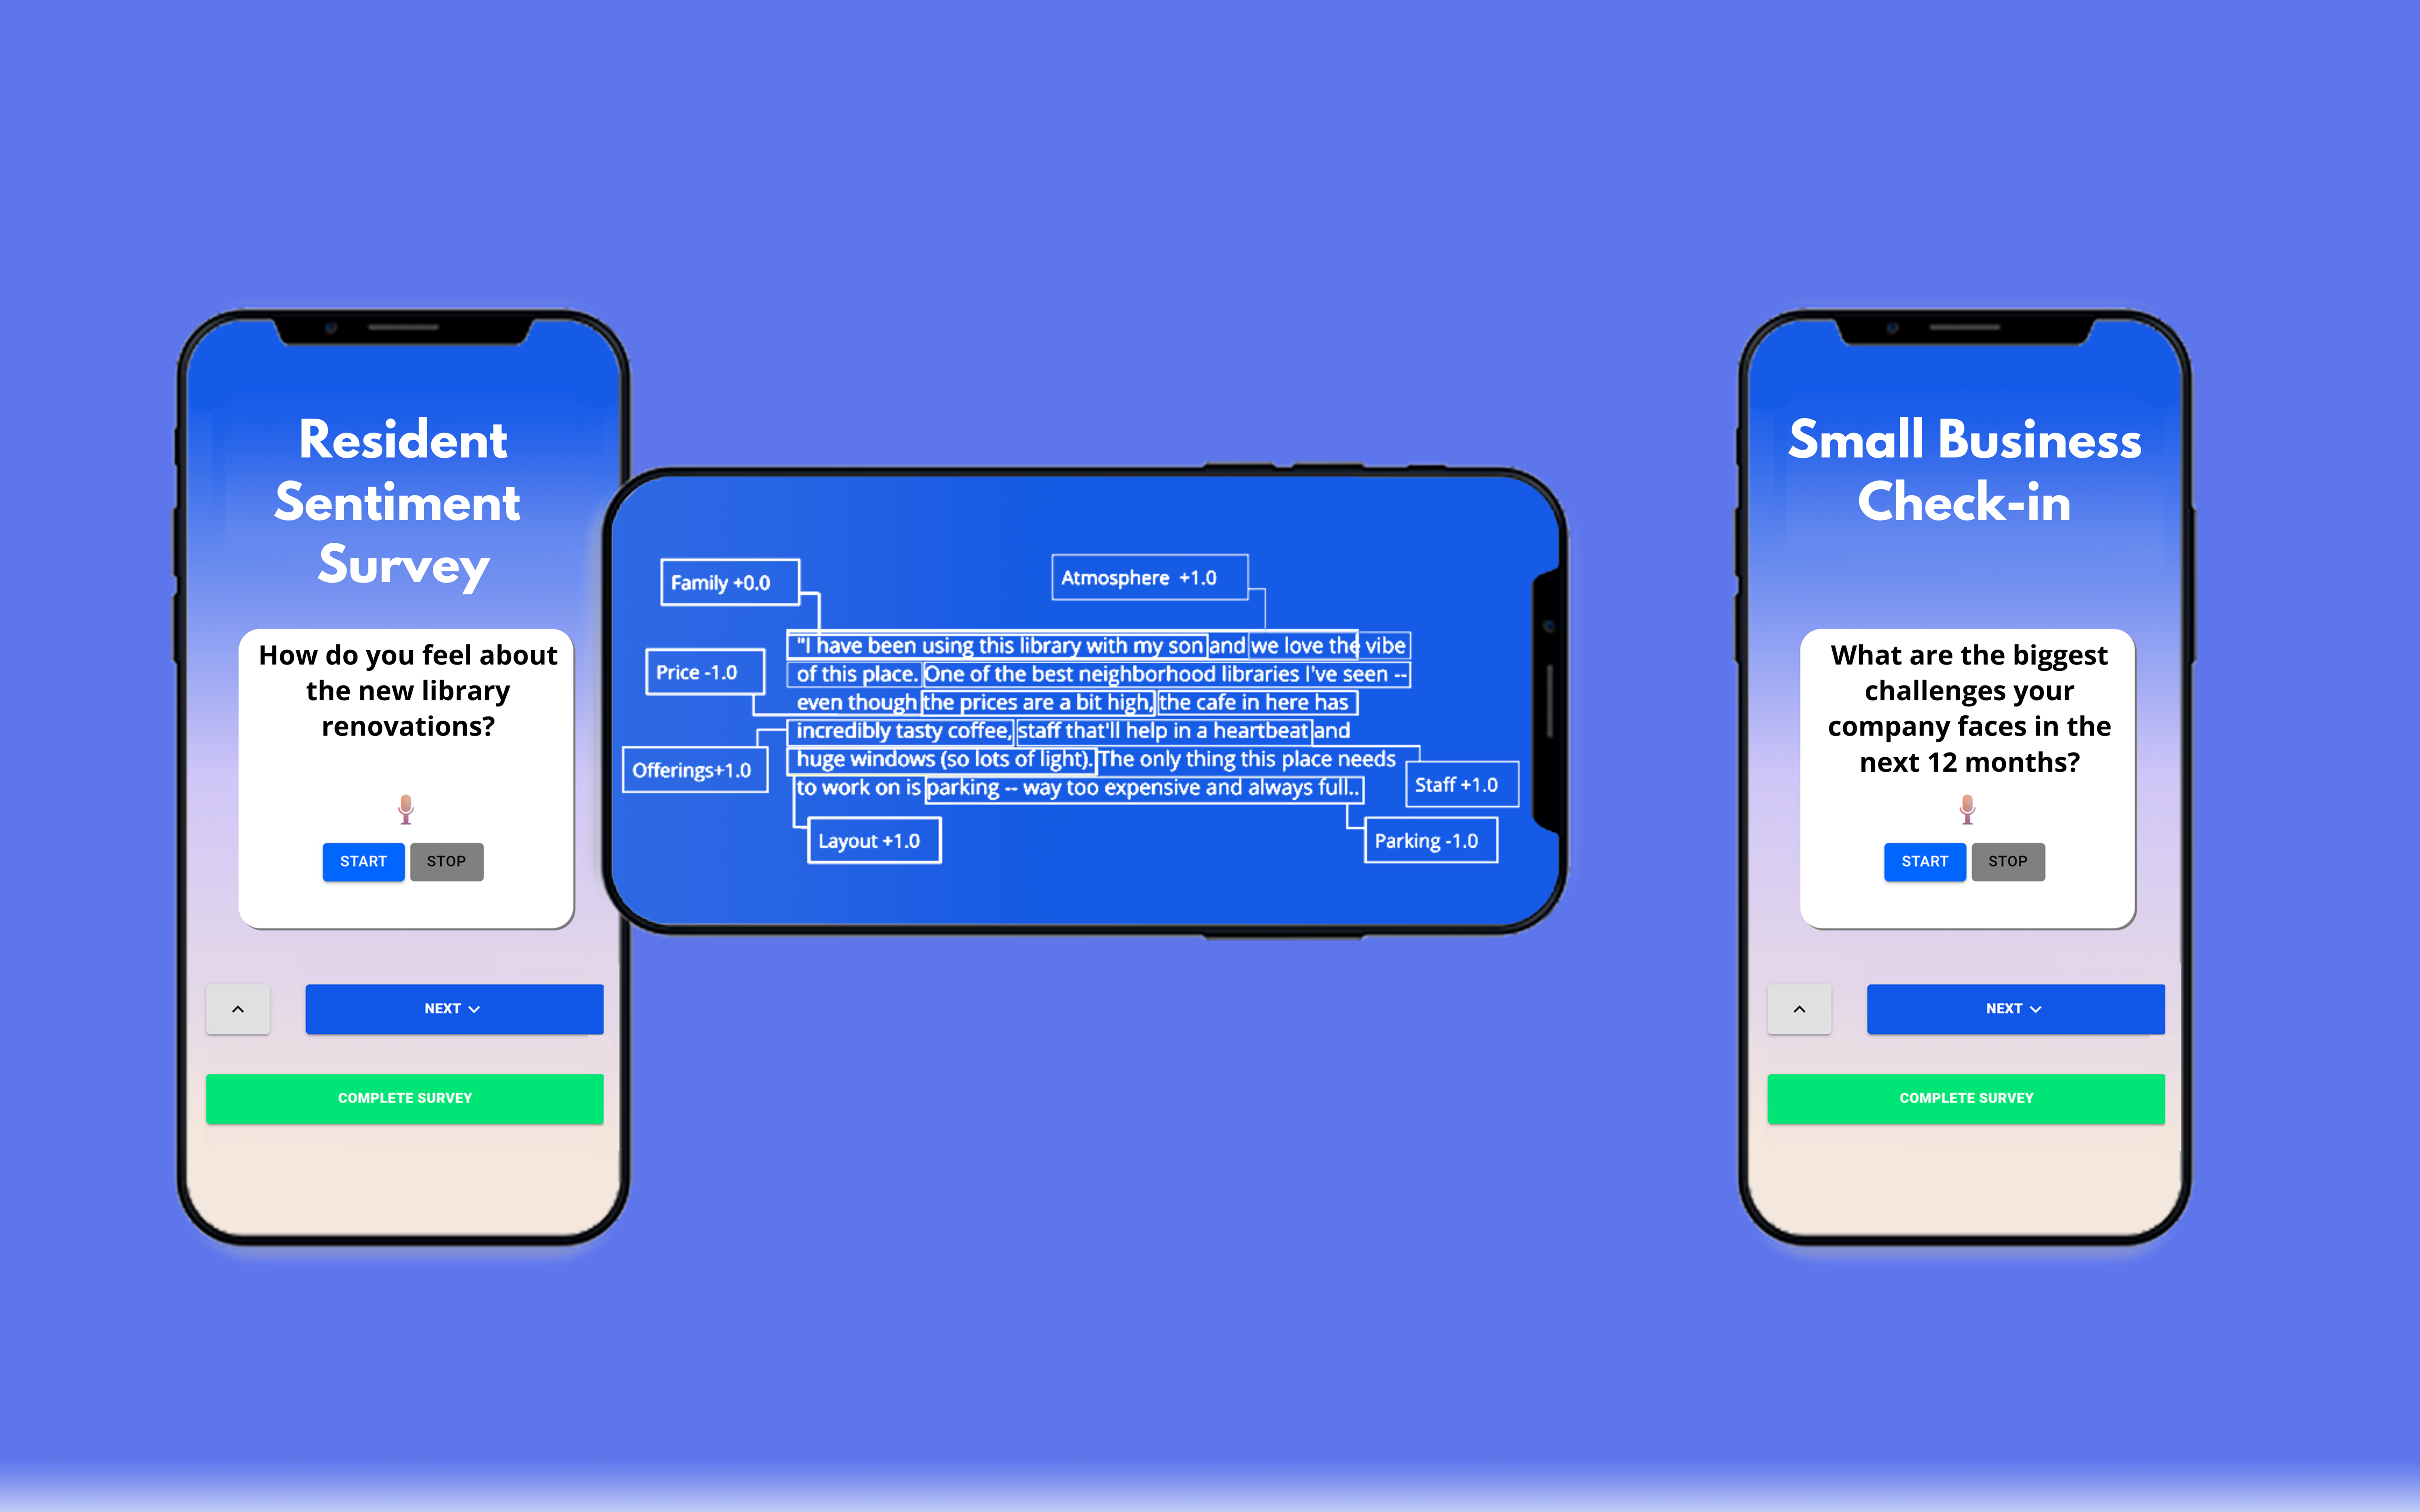 Resident
Sentiment
Survey
How do you feel about
the new library
renovations?
START STOP
NEXT
COMPLETE SURVEY
Family +0.0
Atmosphere +1.0
Price -1.0
"I have been using this library with my son and we love the vibe
of this place. One of the best neighborhood libraries I've seen --
even though the prices are a bit high, the cafe in here has
incredibly tasty coffee, staff that'll help in a heartbeat and
huge windows (so lots of light). The only thing this place needs
to work on is parking -- way too expensive and always full..
Offerings+1.0
Staff +1.0
Layout +1.0
Parking -1.0
Small Business
Check-in
What are the biggest
challenges your
company faces in the
next 12 months?
START STOP
NEXT
COMPLETE SURVEY